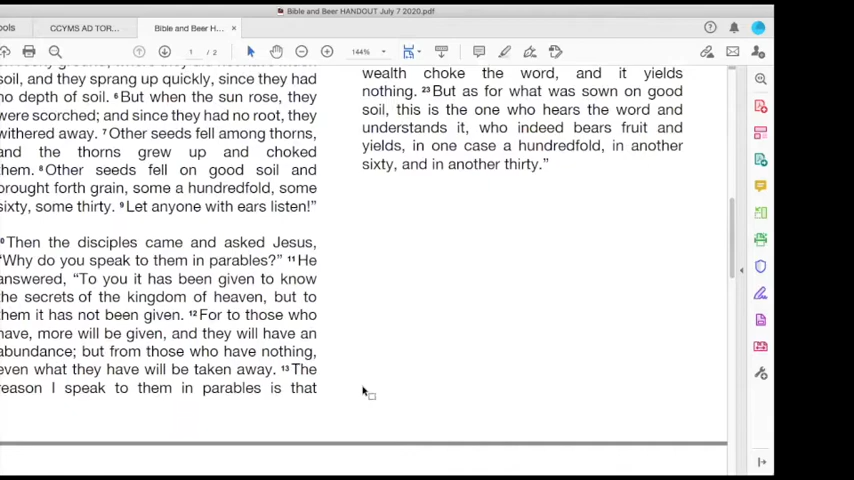 Bible and Beer HANDOUT July 7 2020.pdf
ools
CCYMS AD TOR...
Bible and Beer H... ×
1 / 2
144%
soil, and they sprang up quickly, since they had
no depth of soil. 6 But when the sun rose, they
were scorched; and since they had no root, they
withered away. 7 Other seeds fell among thorns,
and the thorns grew up and choked
them. 8 Other seeds fell on good soil and
brought forth grain, some a hundredfold, some
sixty, some thirty. 9 Let anyone with ears listen!”
0 Then the disciples came and asked Jesus,
“Why do you speak to them in parables?” 11 He
answered, “To you it has been given to know
the secrets of the kingdom of heaven, but to
them it has not been given. 12 For to those who
have, more will be given, and they will have an
abundance; but from those who have nothing,
even what they have will be taken away. 13 The
reason I speak to them in parables is that
wealth choke the word, and it yields
nothing. 23 But as for what was sown on good
soil, this is the one who hears the word and
understands it, who indeed bears fruit and
yields, in one case a hundredfold, in another
sixty, and in another thirty.”